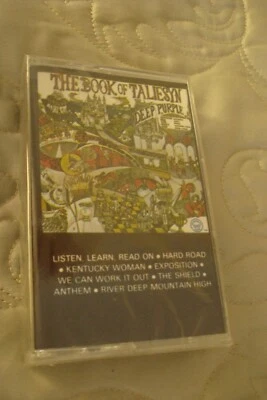 THE BOOK OF TALIESYN
DEEP PURPLE
LISTEN, LEARN, READ ON • HARD ROAD
• KENTUCKY WOMAN • EXPOSITION •
WE CAN WORK IT OUT • THE SHIELD •
ANTHEM • RIVER DEEP MOUNTAIN HIGH